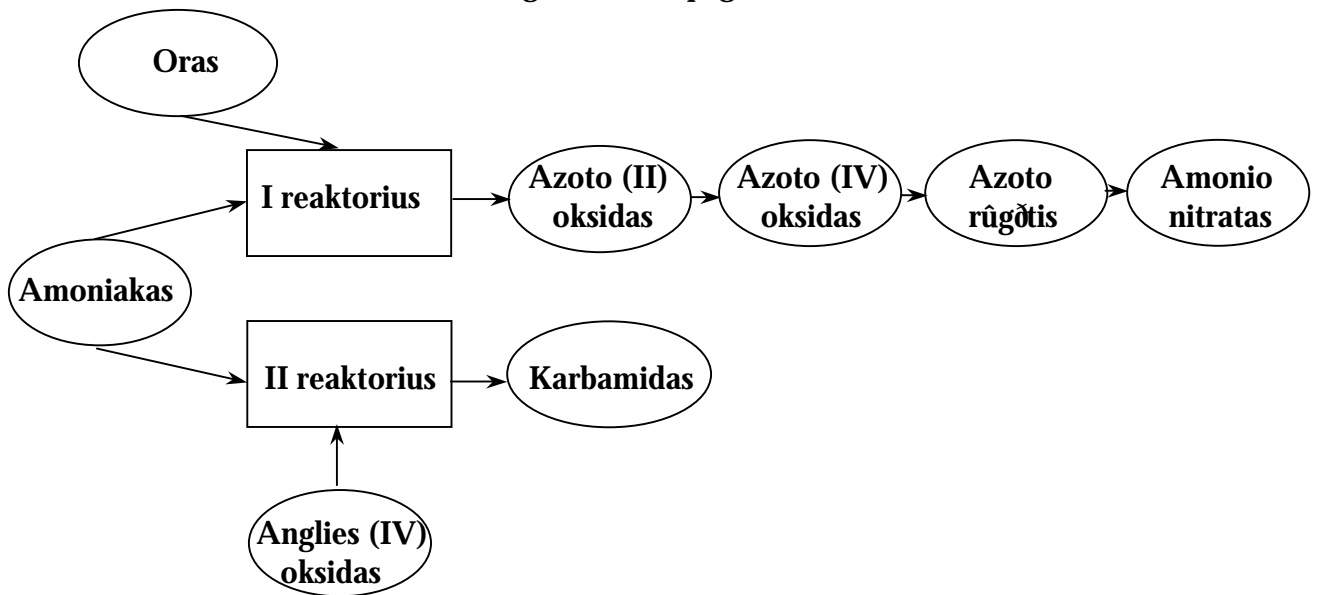 Oras
I reaktorius
Azoto (II)
oksidas
Azoto (IV)
oksidas
Azoto
rûgðtis
Amonio
nitratas
Amoniakas
II reaktorius
Karbamidas
Anglies (IV)
oksidas